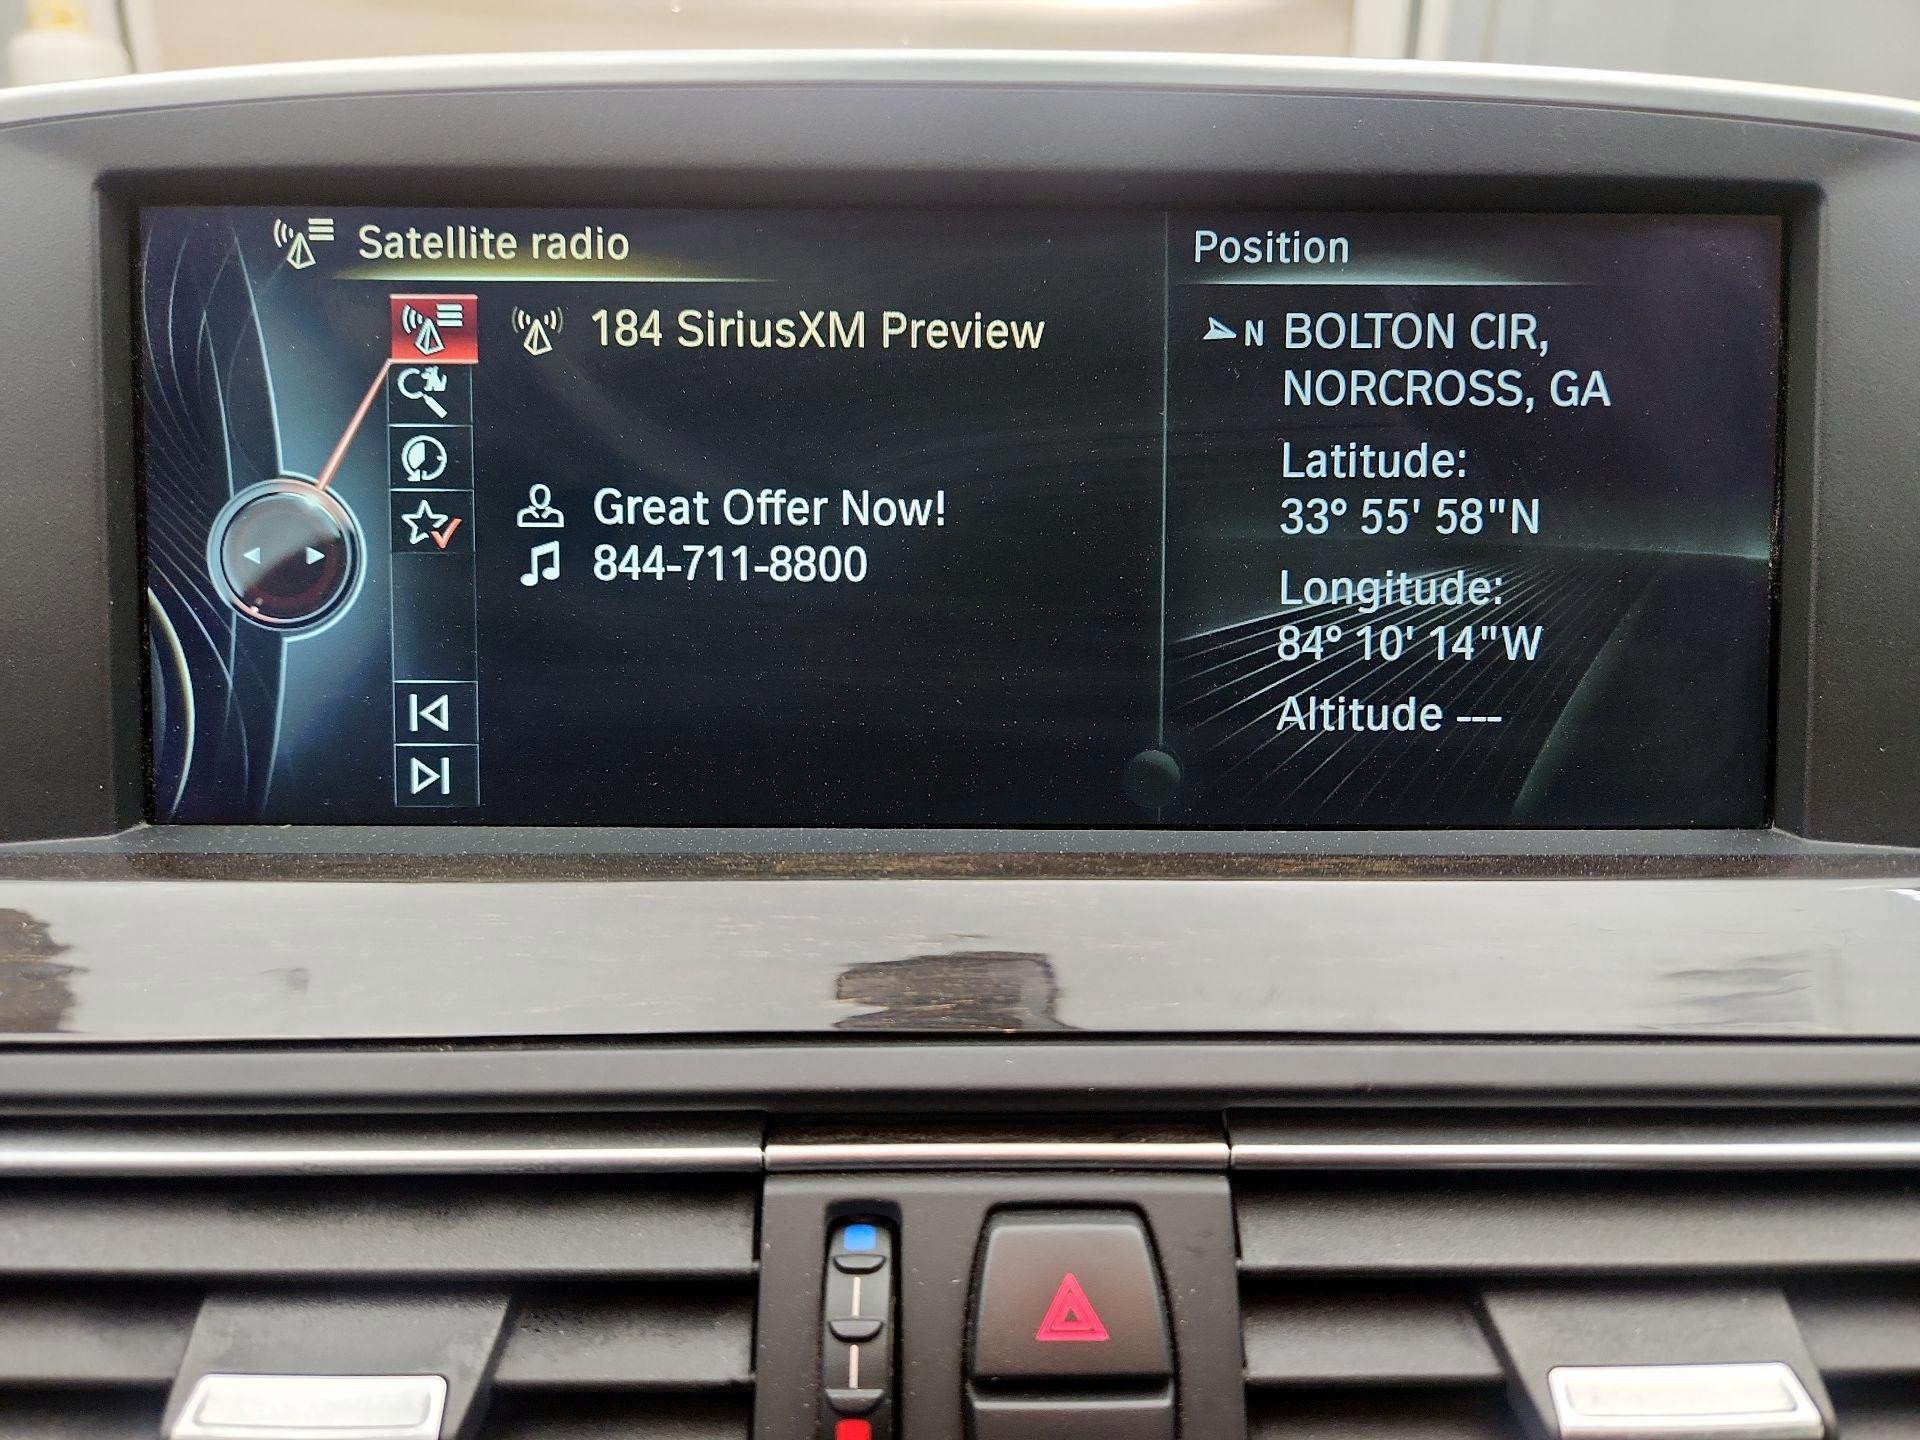 Satellite radio
184 SiriusXM Preview
Great Offer Now!
844-711-8800
Position
N BOLTON CIR,
NORCROSS, GA
Latitude:
33° 55' 58"N
Longitude:
84° 10' 14"W
Altitude ---